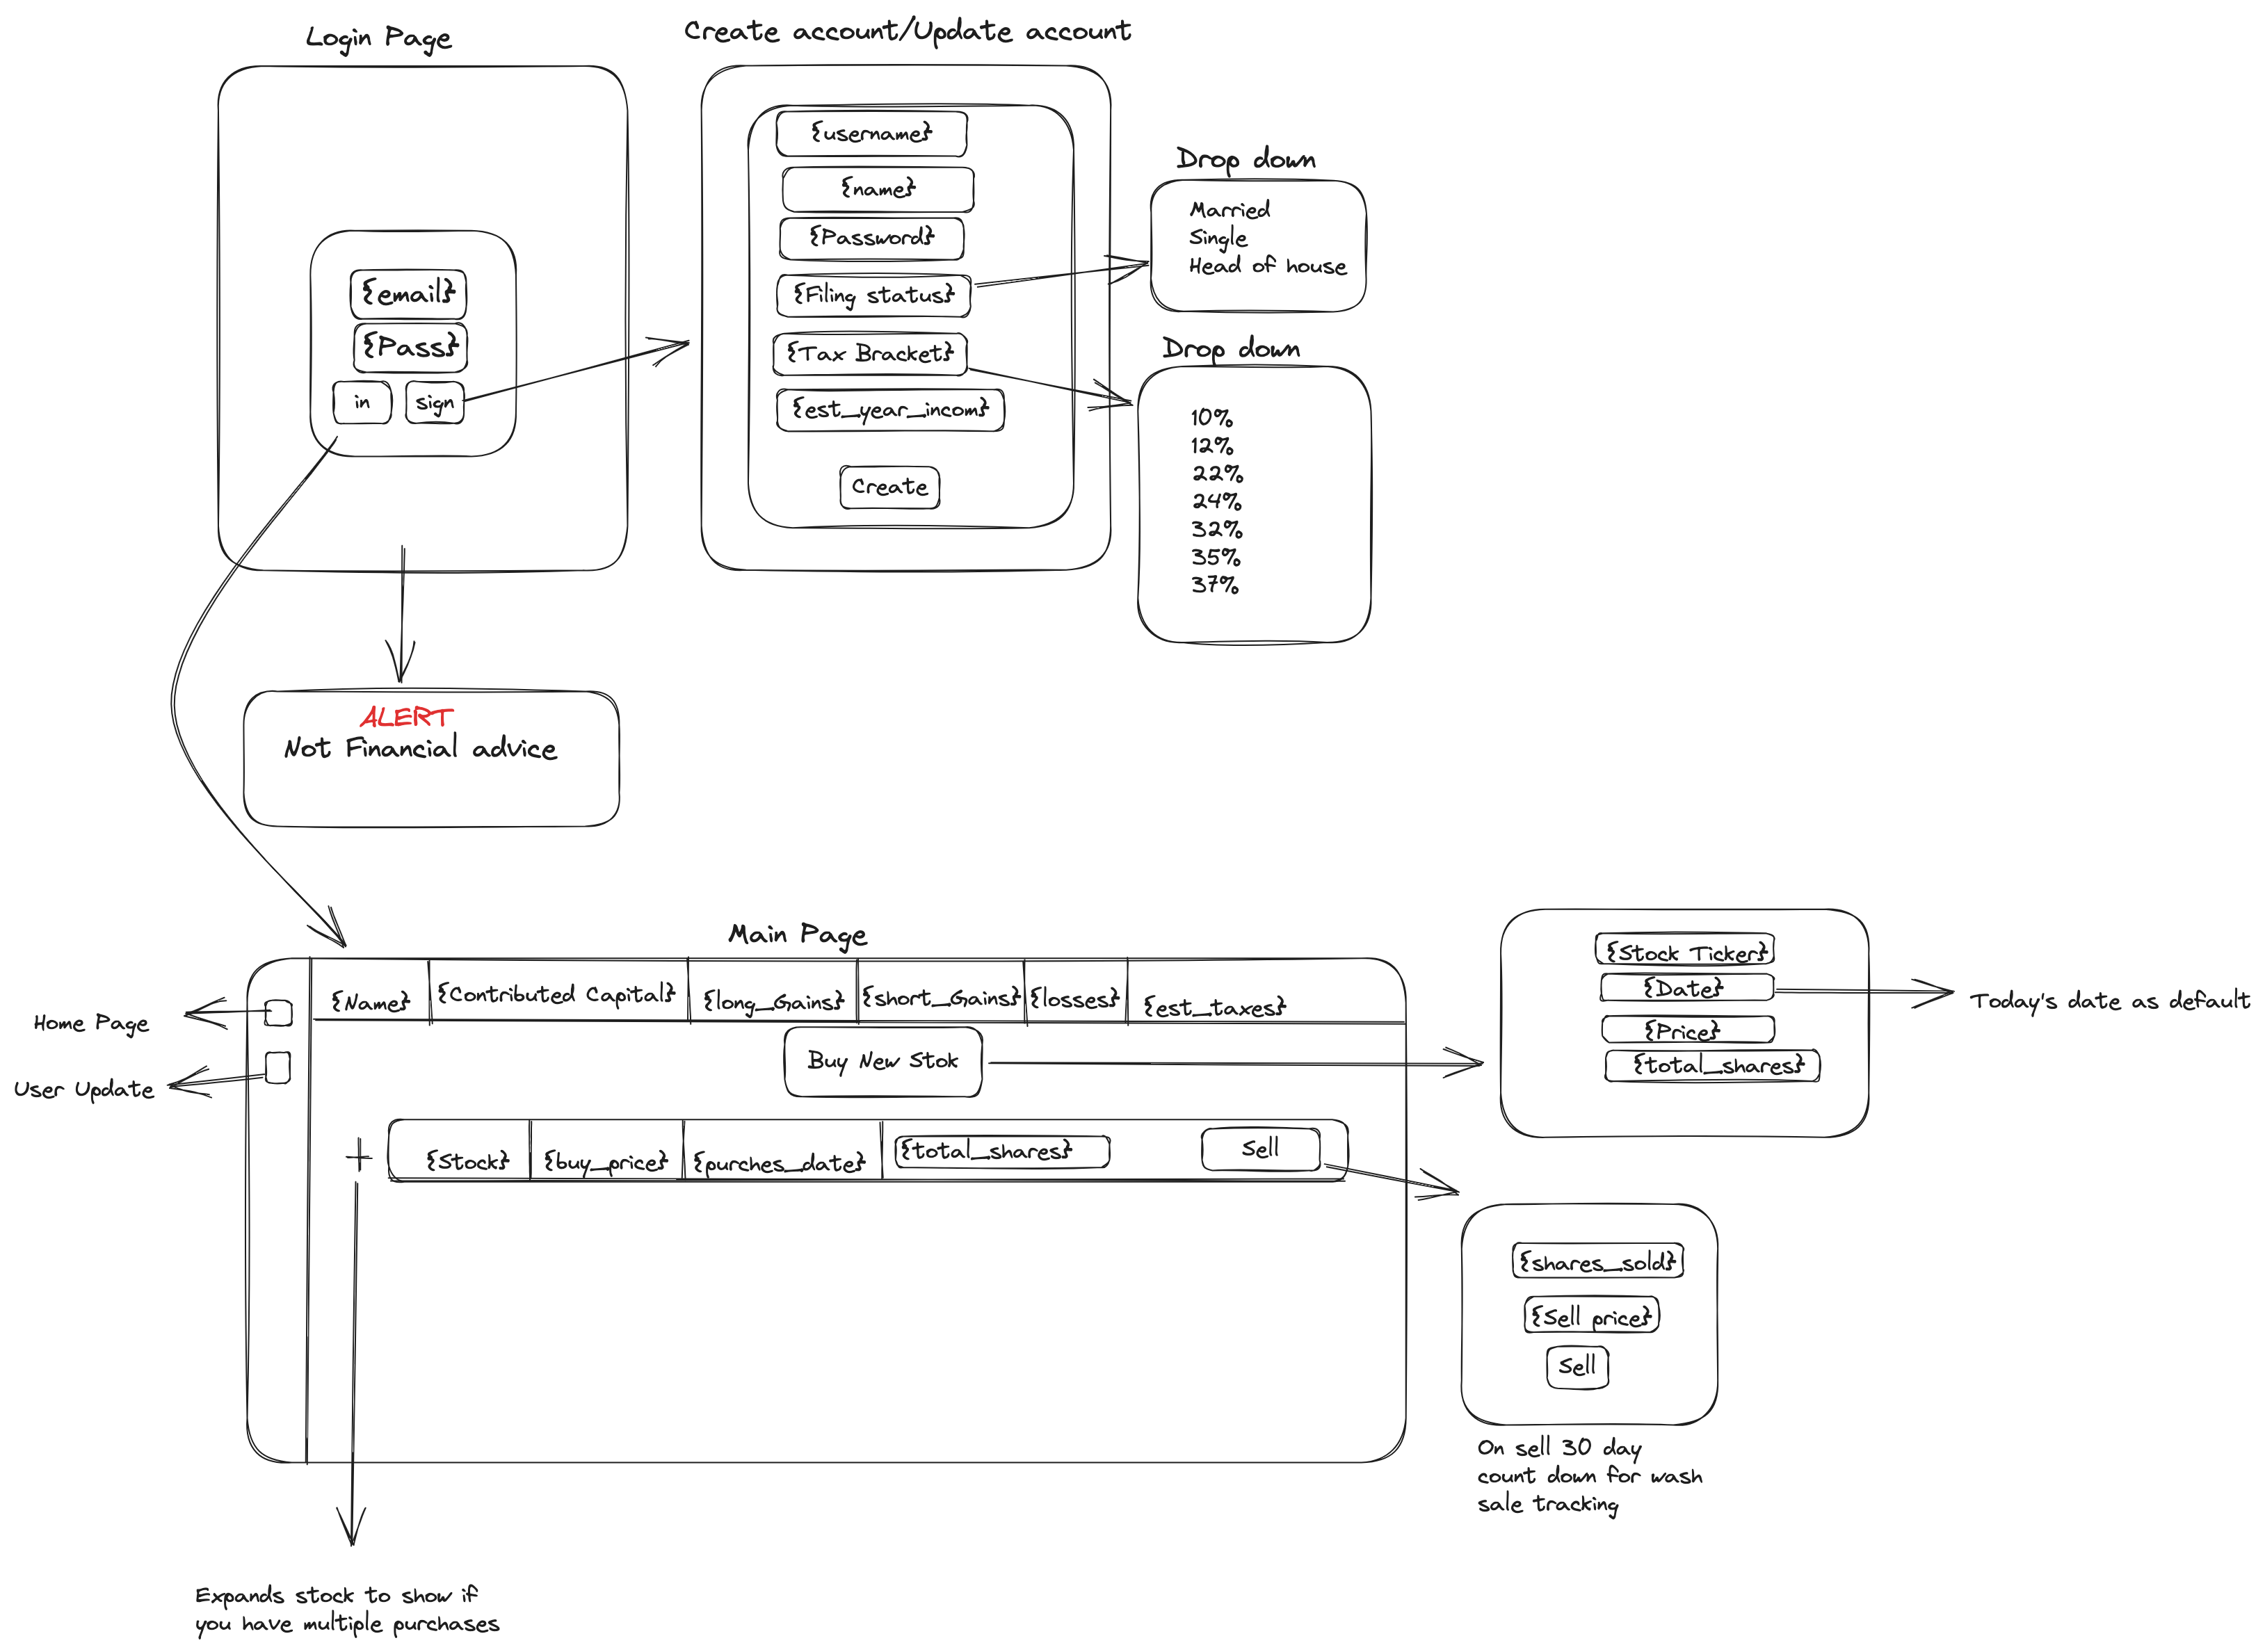 Login Page
{email}
{Pass}
in
sign
Create account/Update account
{username}
{name}
{Password}
{Filing status}
{Tax Bracket}
{est_year_incom}
Create
Drop down
Married
Single
Head of house
Drop down
10%
12%
22%
24%
32%
35%
37%
ALERT
Not Financial advice
Main Page
Home Page
User Update
{Name}
{Contributed Capital}
{long_Gains}
{short_Gains}
{losses}
{est_taxes}
Buy New Stok
{Stock}
{buy_price}
{purches_date}
{total_shares}
Sell
{Stock Ticker}
{Date}
{Price}
{total_shares}
Today's date as default
{shares_sold}
{Sell price}
Sell
On sell 30 day
count down for wash
sale tracking
Expands stock to show if
you have multiple purchases